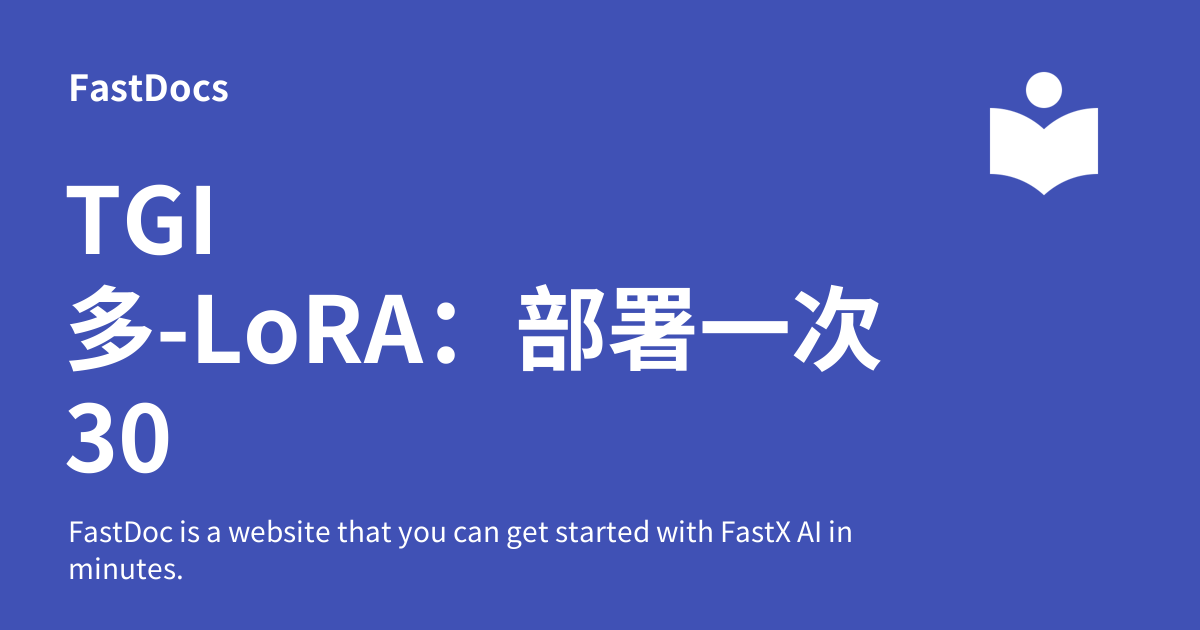 FastDocs
TGI
多-LoRA：部署一次
30
FastDoc is a website that you can get started with FastX AI in
minutes.